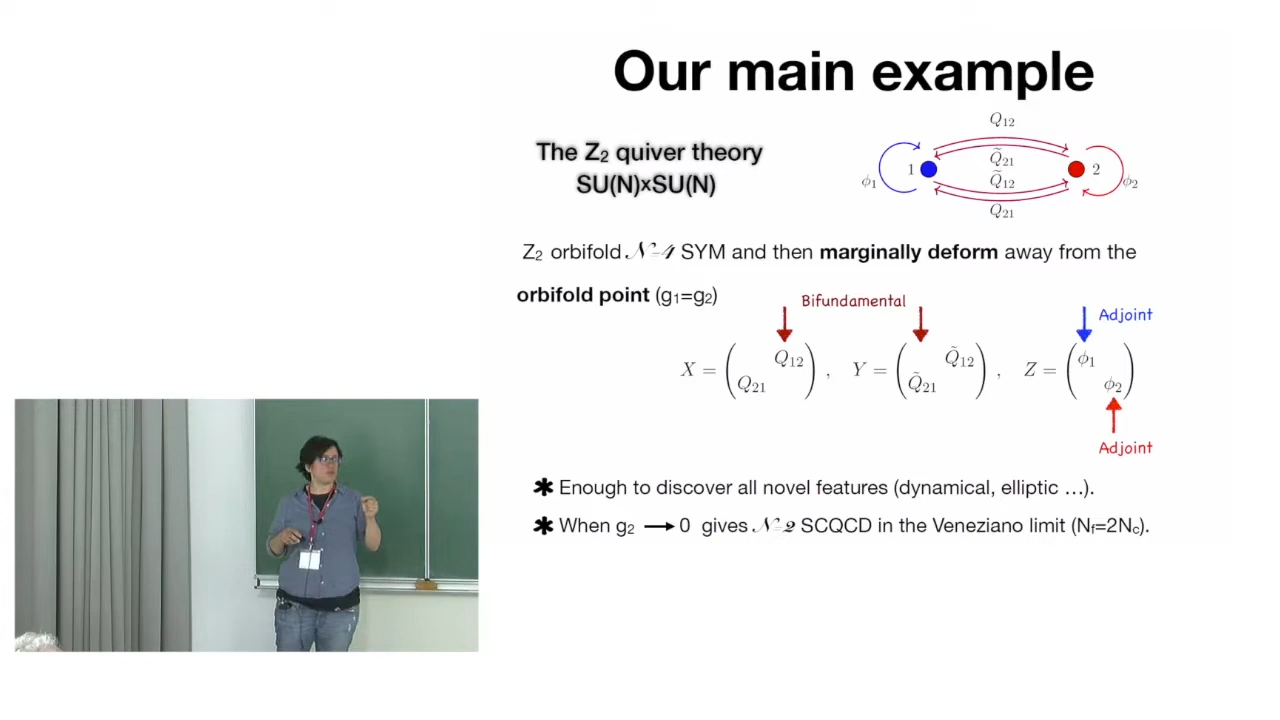 Our main example
The Z₂ quiver theory
SU(N)xSU(N)
Q₁₂
Q̃₂₁
Q̃₁₂
Q₂₁
ϕ₁
1
2
ϕ₂
Z₂ orbifold 𝒩=4 SYM and then marginally deform away from the
orbifold point (g₁=g₂)
Bifundamental
Adjoint
X = ( Q₁₂ Q₂₁ ) , Y = ( Q̃₁₂ Q̃₂₁ ) , Z = ( ϕ₁ ϕ₂ )
Adjoint
✱ Enough to discover all novel features (dynamical, elliptic ...).
✱ When g₂ → 0 gives 𝒩=2 SCQCD in the Veneziano limit (Nf=2Nc).